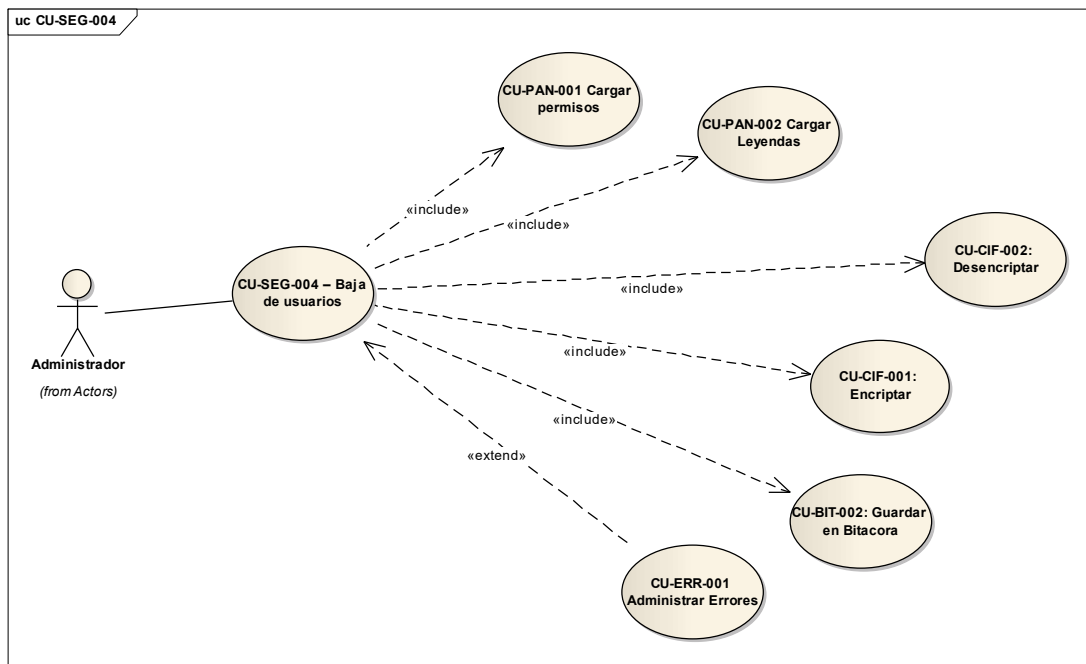 uc CU-SEG-004
CU-PAN-001 Cargar
permisos
CU-PAN-002 Cargar
Leyendas
«include»
«include»
CU-CIF-002:
Desencriptar
CU-SEG-004 – Baja
de usuarios
«include»
Administrador
(from Actors)
«include»
CU-CIF-001:
Encriptar
«include»
«extend»
CU-BIT-002: Guardar
en Bitacora
CU-ERR-001
Administrar Errores